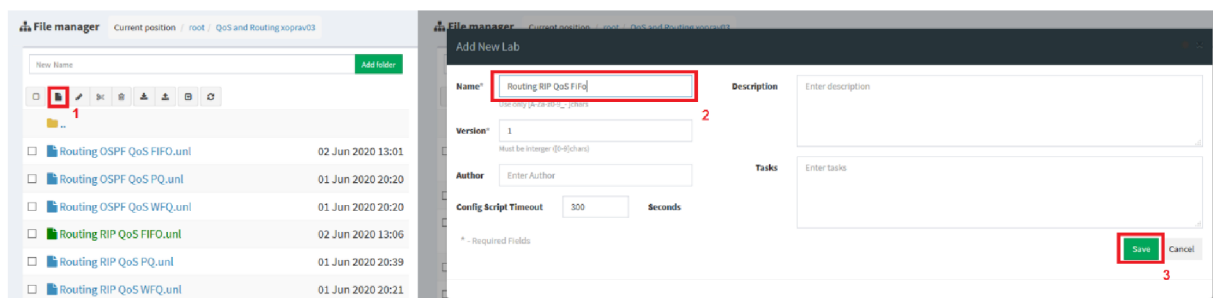 File manager Current position / root / QoS and Routing xoprav03
New Name
Add folder
1
..
Routing OSPF QoS FIFO.unl 02 Jun 2020 13:01
Routing OSPF QoS PQ.unl 01 Jun 2020 20:20
Routing OSPF QoS WFQ.unl 01 Jun 2020 20:20
Routing RIP QoS FIFO.unl 02 Jun 2020 13:06
Routing RIP QoS PQ.unl 01 Jun 2020 20:39
Routing RIP QoS WFQ.unl 01 Jun 2020 20:21
File manager Current position / root / QoS and Routing xoprav03
Add New Lab
Name* Routing RIP QoS FiFo
Use only [A-Za-z0-9_- ]chars
2
Version* 1
Must be interger ([0-9]chars)
Author Enter Author
Config Script Timeout 300 Seconds
* - Required Fields
Description Enter description
Tasks Enter tasks
Save Cancel
3